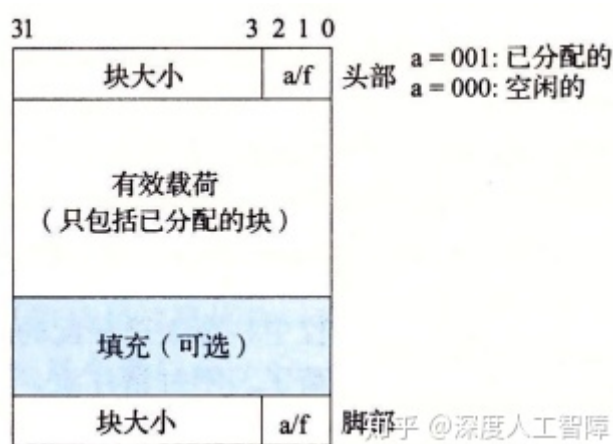 31 3 2 1 0
块大小 a/f 头部 a = 001: 已分配的
a = 000: 空闲的
有效载荷
（只包括已分配的块）
填充（可选）
块大小 a/f 脚部
知乎 @深度人工智障